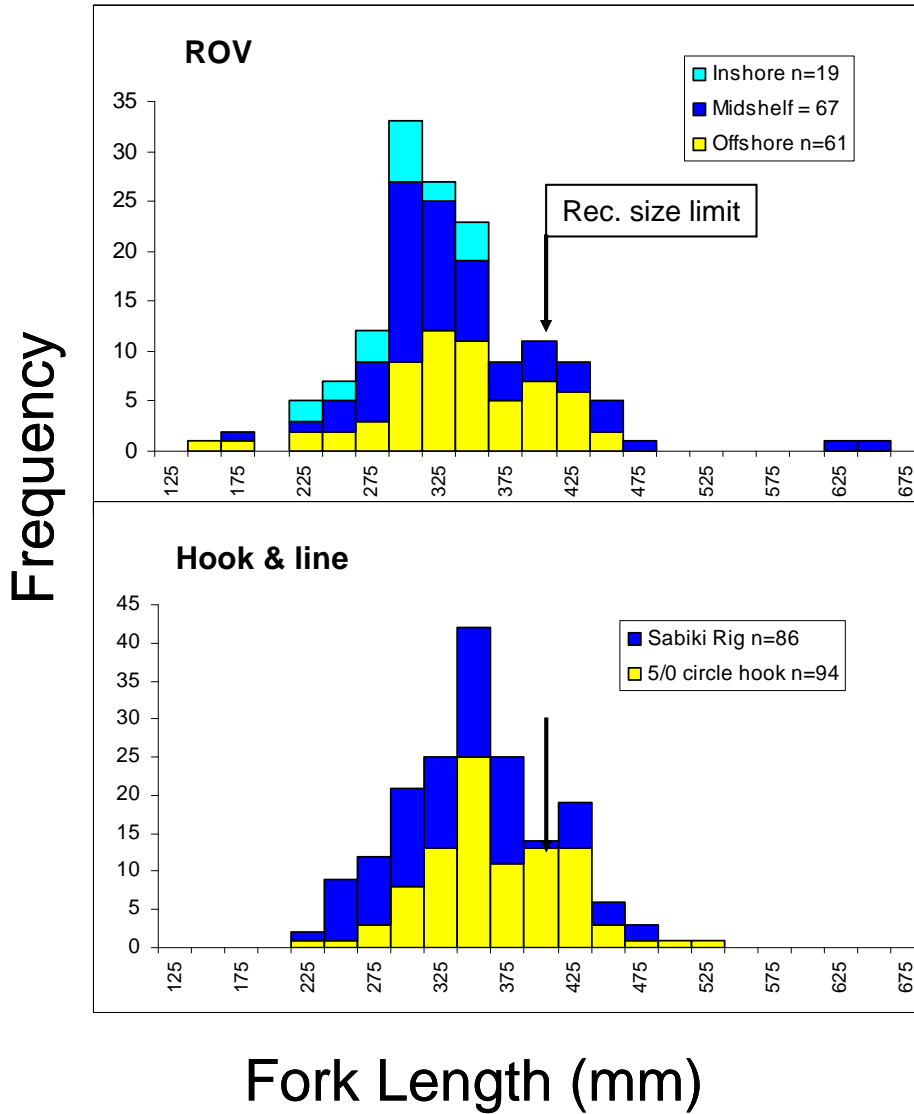 ROV
Inshore n=19
Midshelf = 67
Offshore n=61
Rec. size limit
35
30
25
20
15
10
5
0
125 175 225 275 325 375 425 475 525 575 625 675
Frequency
Hook & line
Sabiki Rig n=86
5/0 circle hook n=94
45
40
35
30
25
20
15
10
5
0
125 175 225 275 325 375 425 475 525 575 625 675
Fork Length (mm)